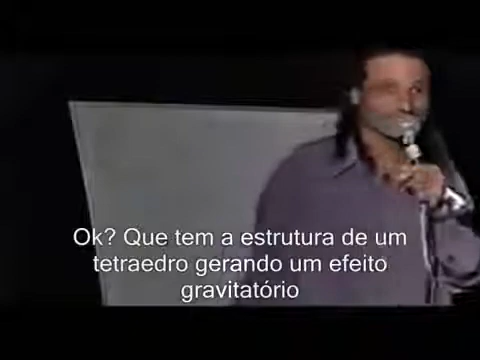 Ok? Que tem a estrutura de um
tetraedro gerando um efeito
gravitatório